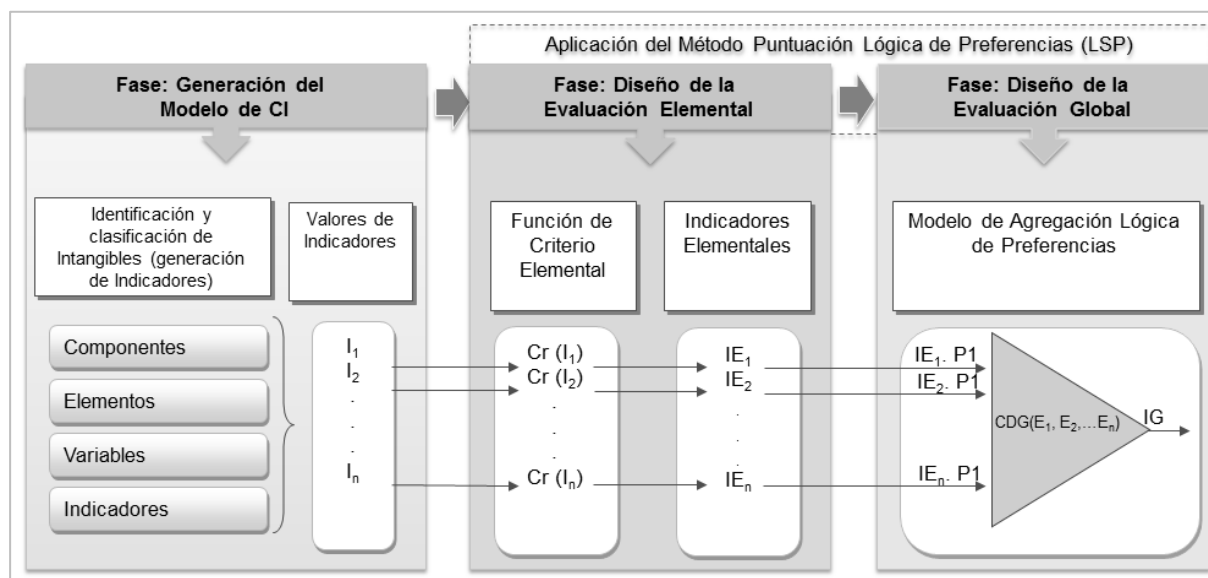 Aplicación del Método Puntuación Lógica de Preferencias (LSP)
Fase: Generación del
Modelo de CI
Fase: Diseño de la
Evaluación Elemental
Fase: Diseño de la
Evaluación Global
Identificación y
clasificación de
Intangibles (generación
de Indicadores)
Valores de
Indicadores
Función de
Criterio
Elemental
Indicadores
Elementales
Modelo de Agregación Lógica
de Preferencias
Componentes
Elementos
Variables
Indicadores
I₁
I₂
.
.
.
Iₙ
Cr (I₁)
Cr (I₂)
.
.
.
Cr (Iₙ)
IE₁
IE₂
.
.
.
IEₙ
IE₁. P1
IE₂. P1
IEₙ. P1
CDG(E₁, E₂,...Eₙ)
IG